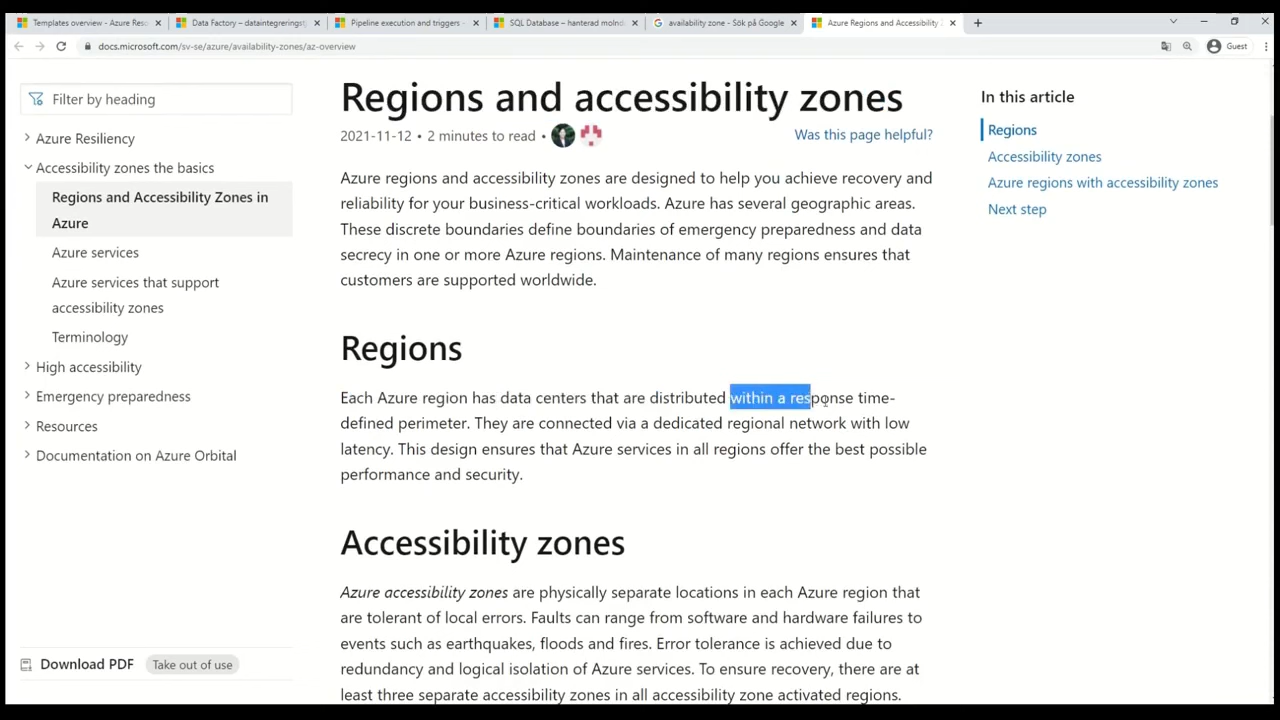 Templates overview - Azure Reso
Data Factory – dataintegreringstj
Pipeline execution and triggers -
SQL Database – hanterad molnd
availability zone - Sök på Google
Azure Regions and Accessibility Z
docs.microsoft.com/sv-se/azure/availability-zones/az-overview
Guest
Filter by heading
Azure Resiliency
Accessibility zones the basics
Regions and Accessibility Zones in
Azure
Azure services
Azure services that support
accessibility zones
Terminology
High accessibility
Emergency preparedness
Resources
Documentation on Azure Orbital
Download PDF
Take out of use
Regions and accessibility zones
2021-11-12 • 2 minutes to read •
Was this page helpful?
Azure regions and accessibility zones are designed to help you achieve recovery and
reliability for your business-critical workloads. Azure has several geographic areas.
These discrete boundaries define boundaries of emergency preparedness and data
secrecy in one or more Azure regions. Maintenance of many regions ensures that
customers are supported worldwide.
Regions
Each Azure region has data centers that are distributed within a response time-
defined perimeter. They are connected via a dedicated regional network with low
latency. This design ensures that Azure services in all regions offer the best possible
performance and security.
Accessibility zones
Azure accessibility zones are physically separate locations in each Azure region that
are tolerant of local errors. Faults can range from software and hardware failures to
events such as earthquakes, floods and fires. Error tolerance is achieved due to
redundancy and logical isolation of Azure services. To ensure recovery, there are at
least three separate accessibility zones in all accessibility zone activated regions.
In this article
Regions
Accessibility zones
Azure regions with accessibility zones
Next step